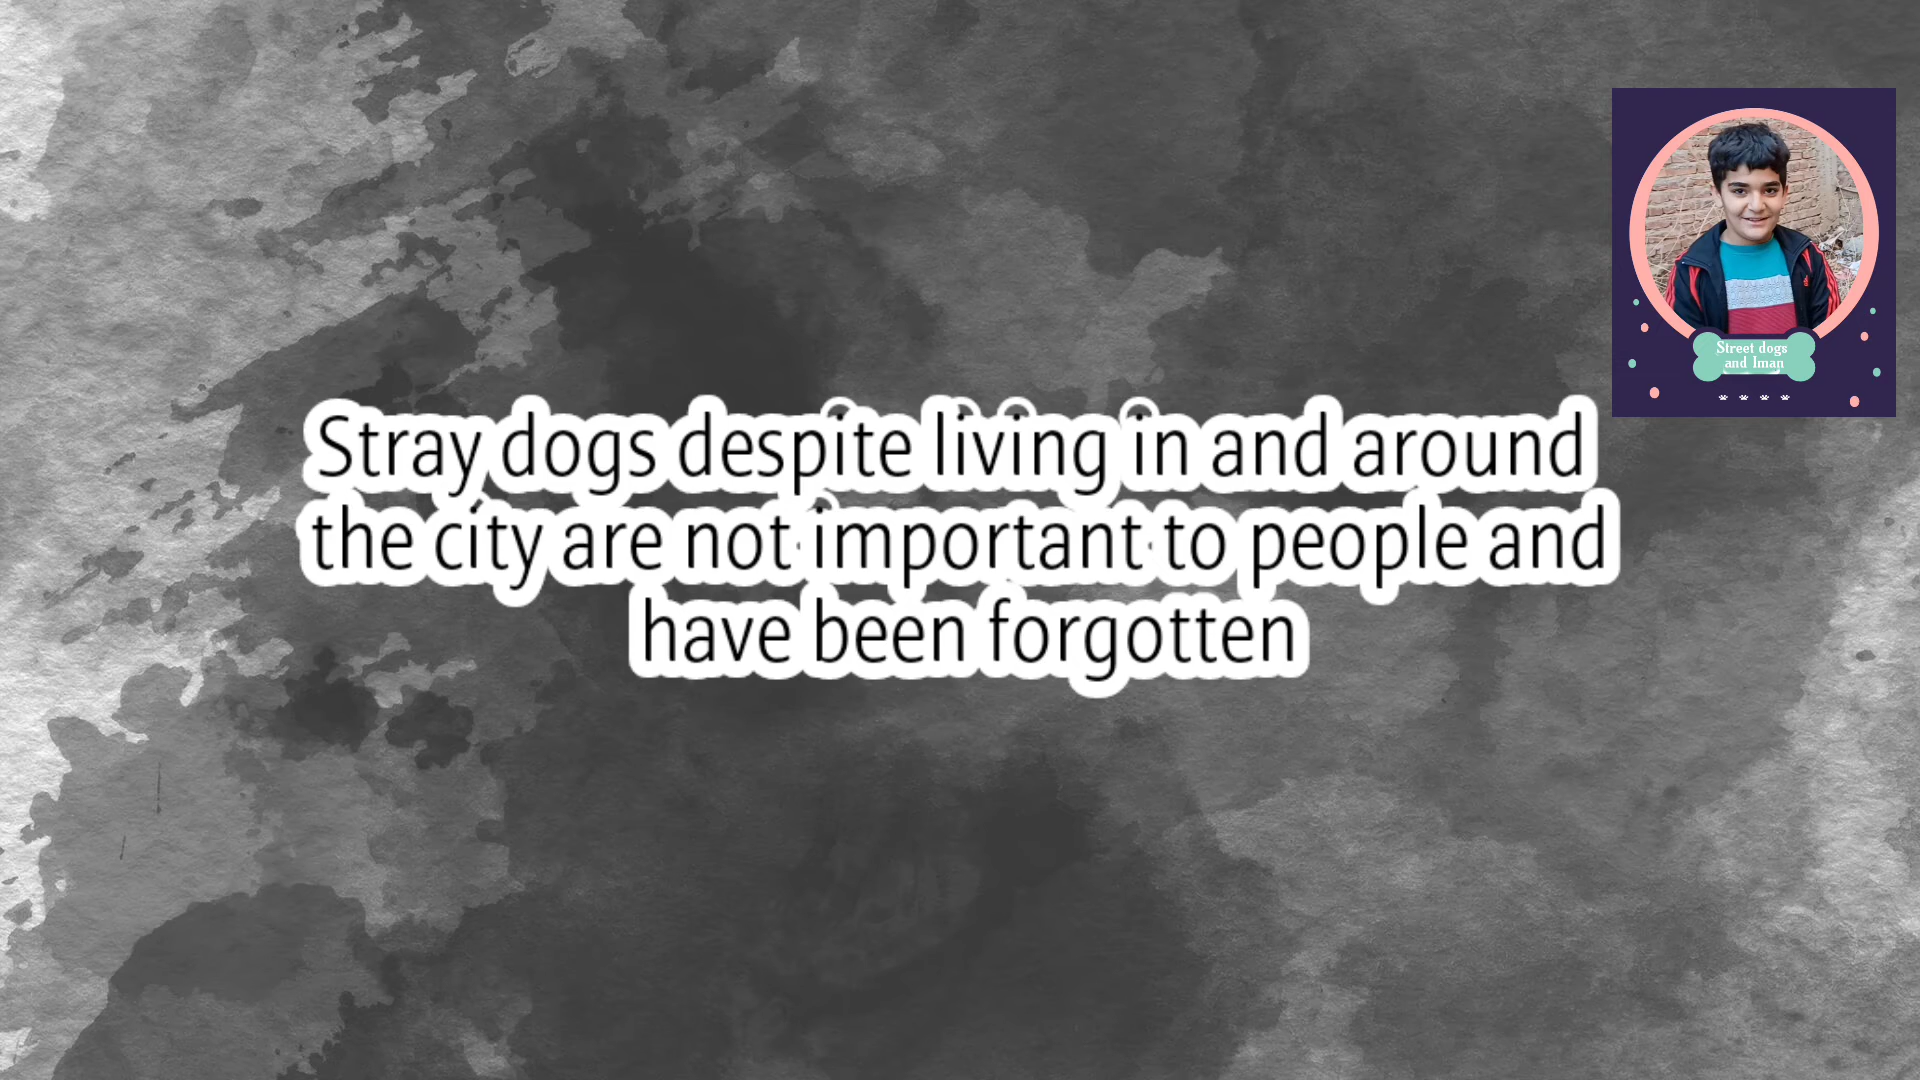 Street dogs
and Iman
Stray dogs despite living in and around
the city are not important to people and
have been forgotten